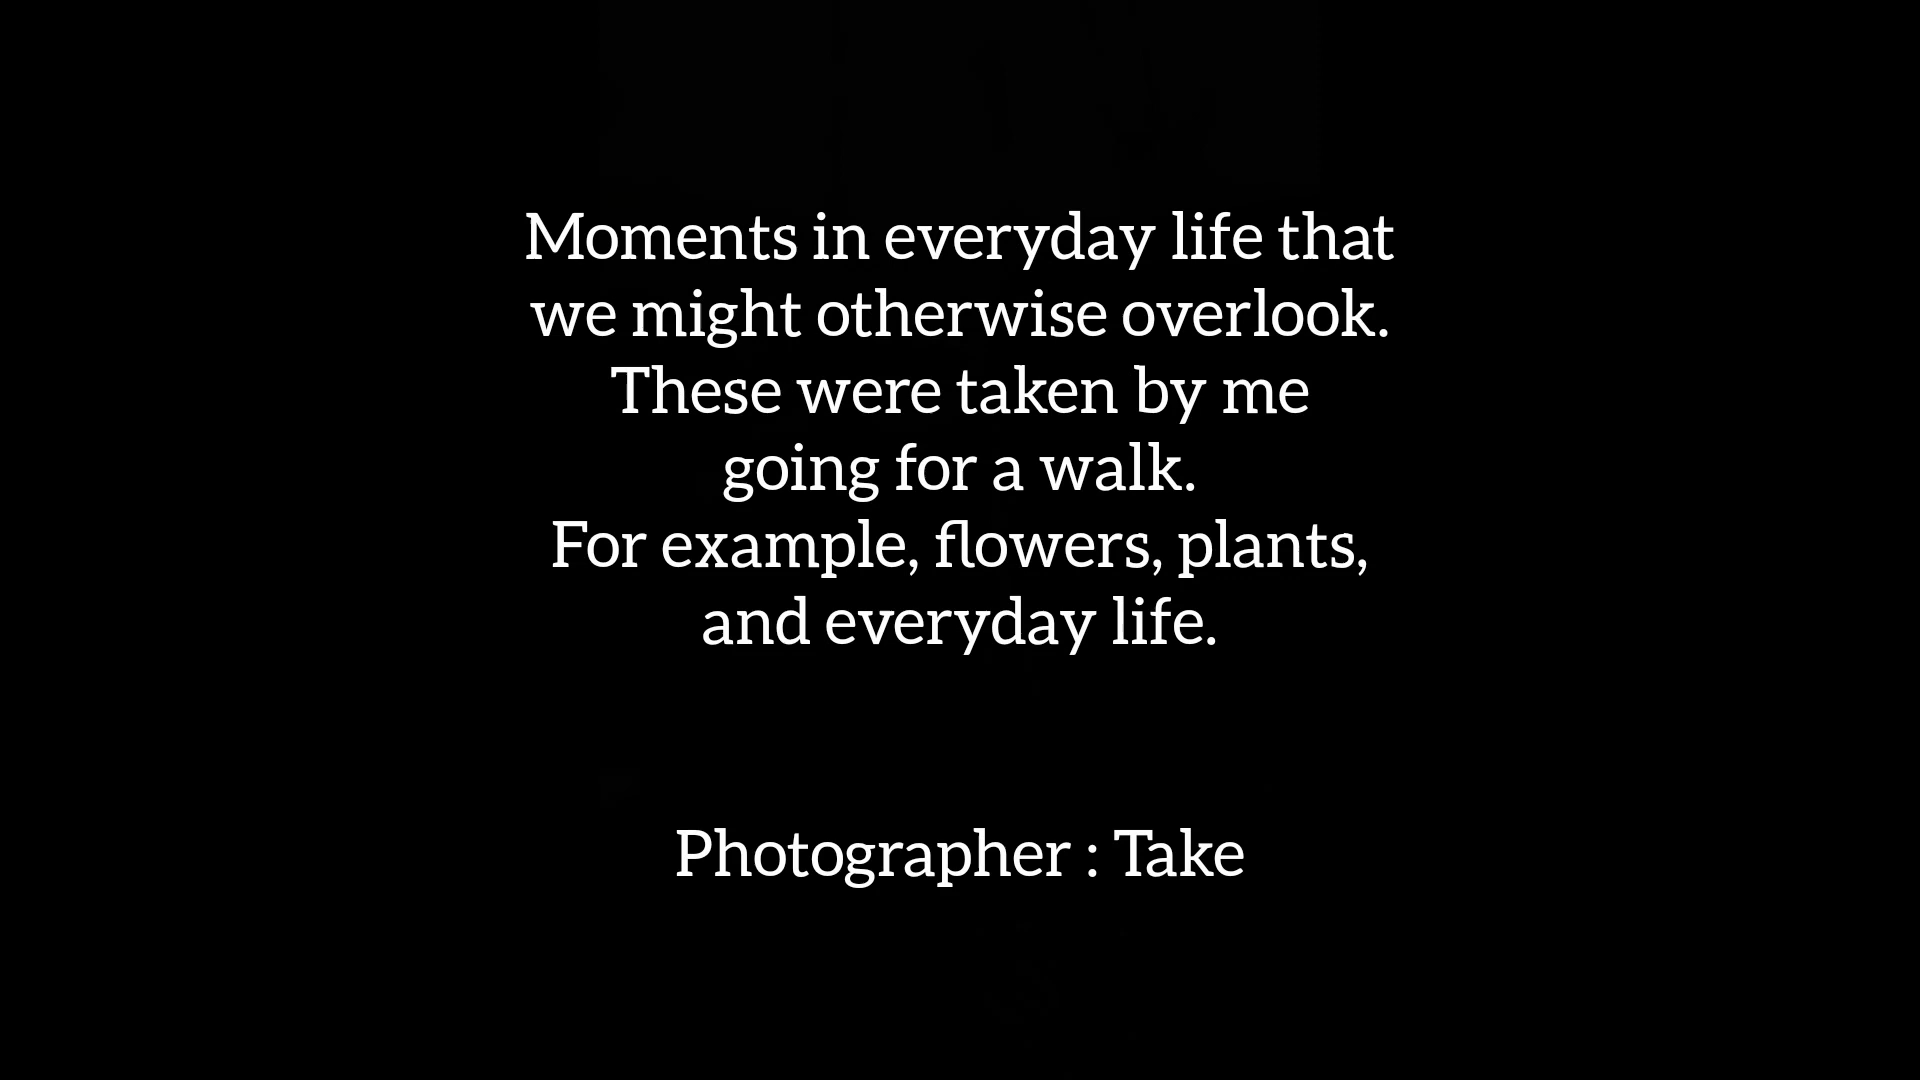 Moments in everyday life that
we might otherwise overlook.
These were taken by me
going for a walk.
For example, flowers, plants,
and everyday life.
Photographer : Take